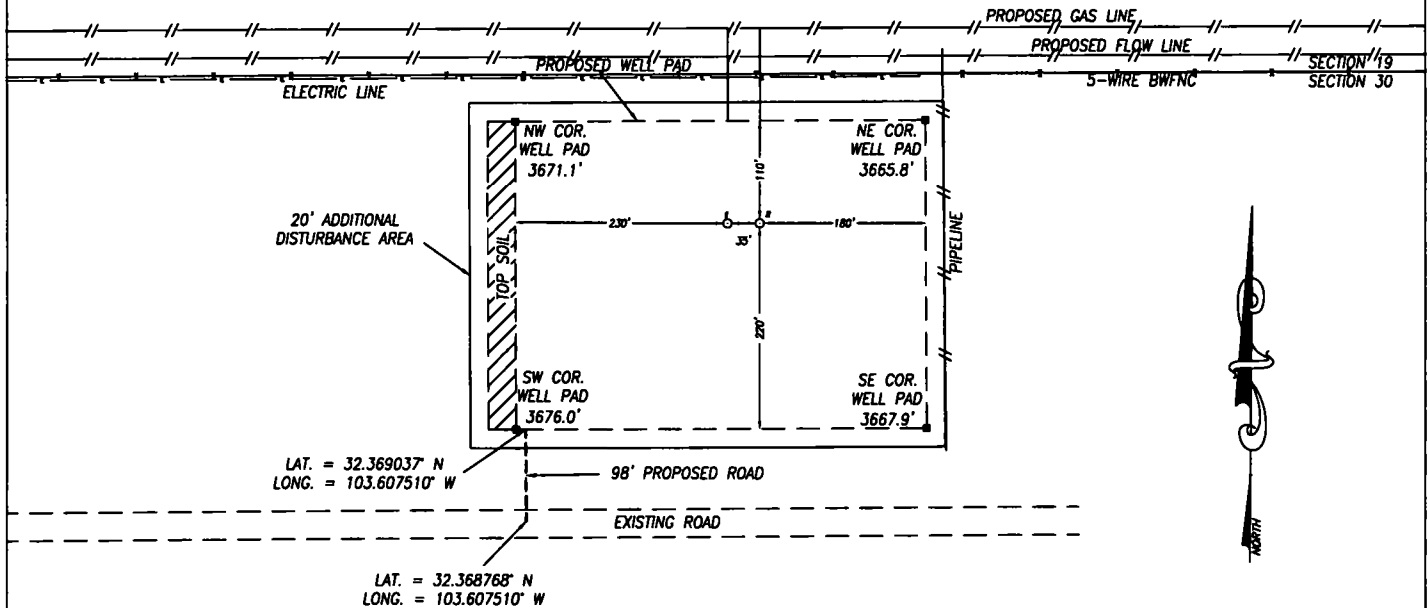 PROPOSED GAS LINE
PROPOSED FLOW LINE
PROPOSED WELL PAD
SECTION 19
ELECTRIC LINE
5-WIRE BWFNC
SECTION 30
NW COR.
WELL PAD
3671.1'
NE COR.
WELL PAD
3665.8'
110'
20' ADDITIONAL
DISTURBANCE AREA
230'
35'
180'
TOP SOIL
PIPELINE
220'
SW COR.
WELL PAD
3676.0'
SE COR.
WELL PAD
3667.9'
LAT. = 32.369037° N
LONG. = 103.607510° W
98' PROPOSED ROAD
EXISTING ROAD
NORTH
LAT. = 32.368768° N
LONG. = 103.607510° W